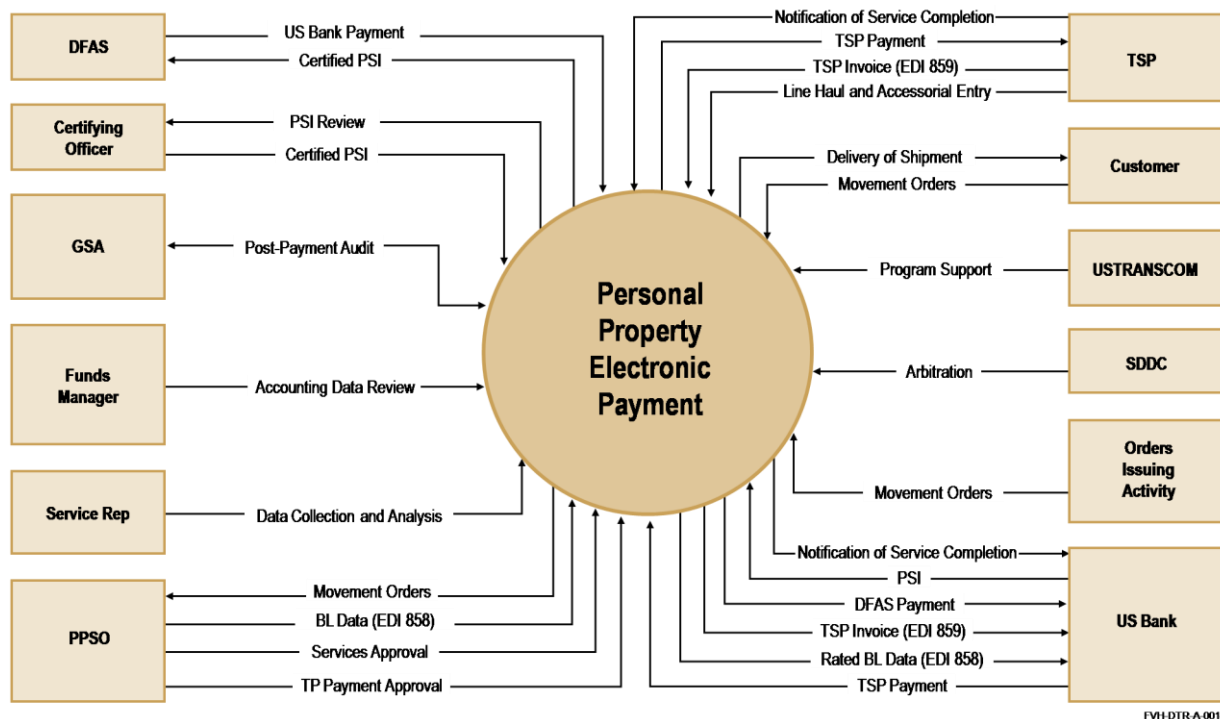 DFAS
US Bank Payment
Certified PSI
Certifying
Officer
PSI Review
Certified PSI
GSA
Post-Payment Audit
Funds
Manager
Accounting Data Review
Service Rep
Data Collection and Analysis
PPSO
Movement Orders
BL Data (EDI 858)
Services Approval
TP Payment Approval
Personal
Property
Electronic
Payment
Notification of Service Completion
TSP Payment
TSP Invoice (EDI 859)
Line Haul and Accessorial Entry
TSP
Delivery of Shipment
Movement Orders
Customer
Program Support
USTRANSCOM
Arbitration
SDDC
Movement Orders
Orders
Issuing
Activity
Notification of Service Completion
PSI
DFAS Payment
TSP Invoice (EDI 859)
Rated BL Data (EDI 858)
TSP Payment
US Bank
FVH-DTR-A-001